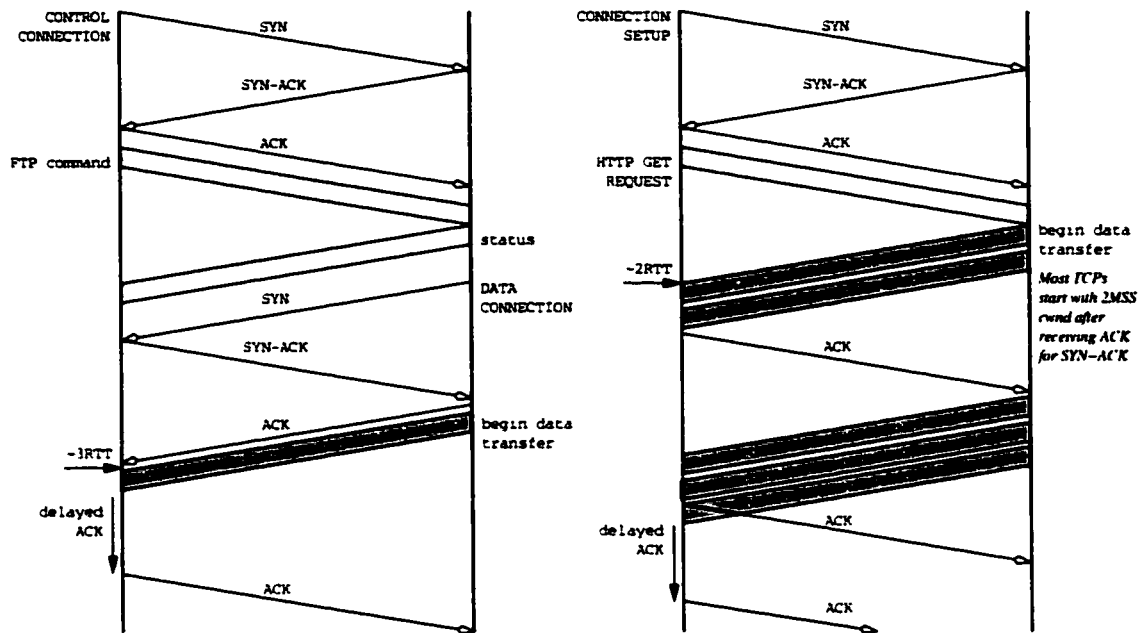 CONTROL
CONNECTION
SYN
SYN-ACK
ACK
FTP command
status
DATA
CONNECTION
SYN
SYN-ACK
ACK
begin data
transfer
~3RTT
delayed
ACK
ACK
CONNECTION
SETUP
SYN
SYN-ACK
ACK
HTTP GET
REQUEST
begin data
transfer
~2RTT
Most TCPs
start with 2MSS
cwnd after
receiving ACK
for SYN-ACK
ACK
ACK
delayed
ACK
ACK